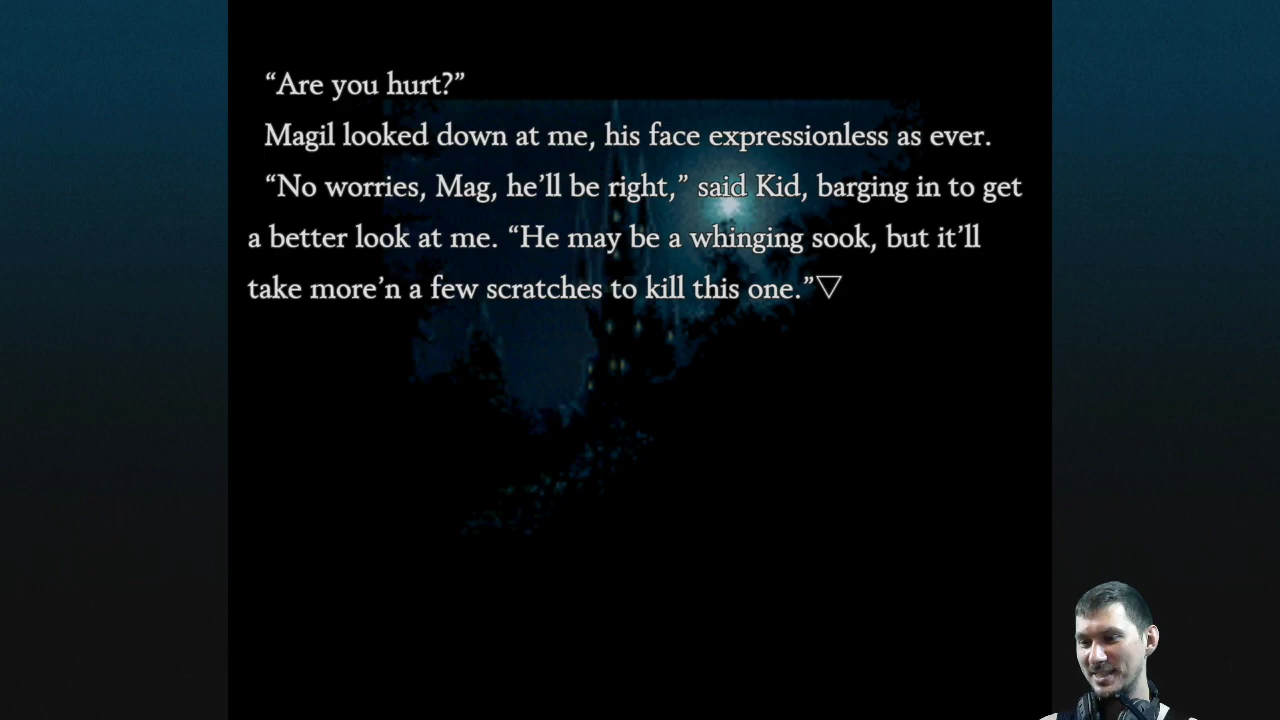 “Are you hurt?”
Magil looked down at me, his face expressionless as ever.
“No worries, Mag, he’ll be right,” said Kid, barging in to get
a better look at me. “He may be a whinging sook, but it’ll
take more’n a few scratches to kill this one.”▽